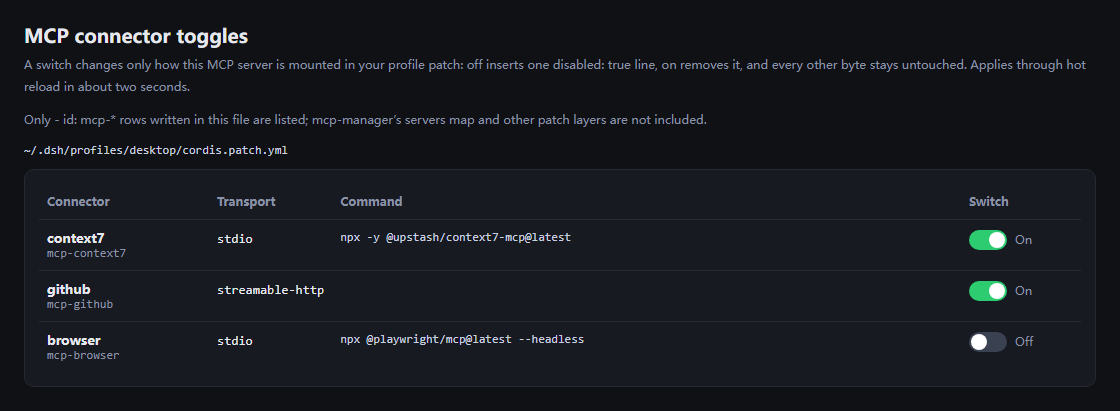 MCP connector toggles
A switch changes only how this MCP server is mounted in your profile patch: off inserts one disabled: true line, on removes it, and every other byte stays untouched. Applies through hot
reload in about two seconds.
Only - id: mcp-* rows written in this file are listed; mcp-manager’s servers map and other patch layers are not included.
~/.dsh/profiles/desktop/cordis.patch.yml
Connector Transport Command Switch
context7 stdio npx -y @upstash/context7-mcp@latest On
mcp-context7
github streamable-http On
mcp-github
browser stdio npx @playwright/mcp@latest --headless Off
mcp-browser